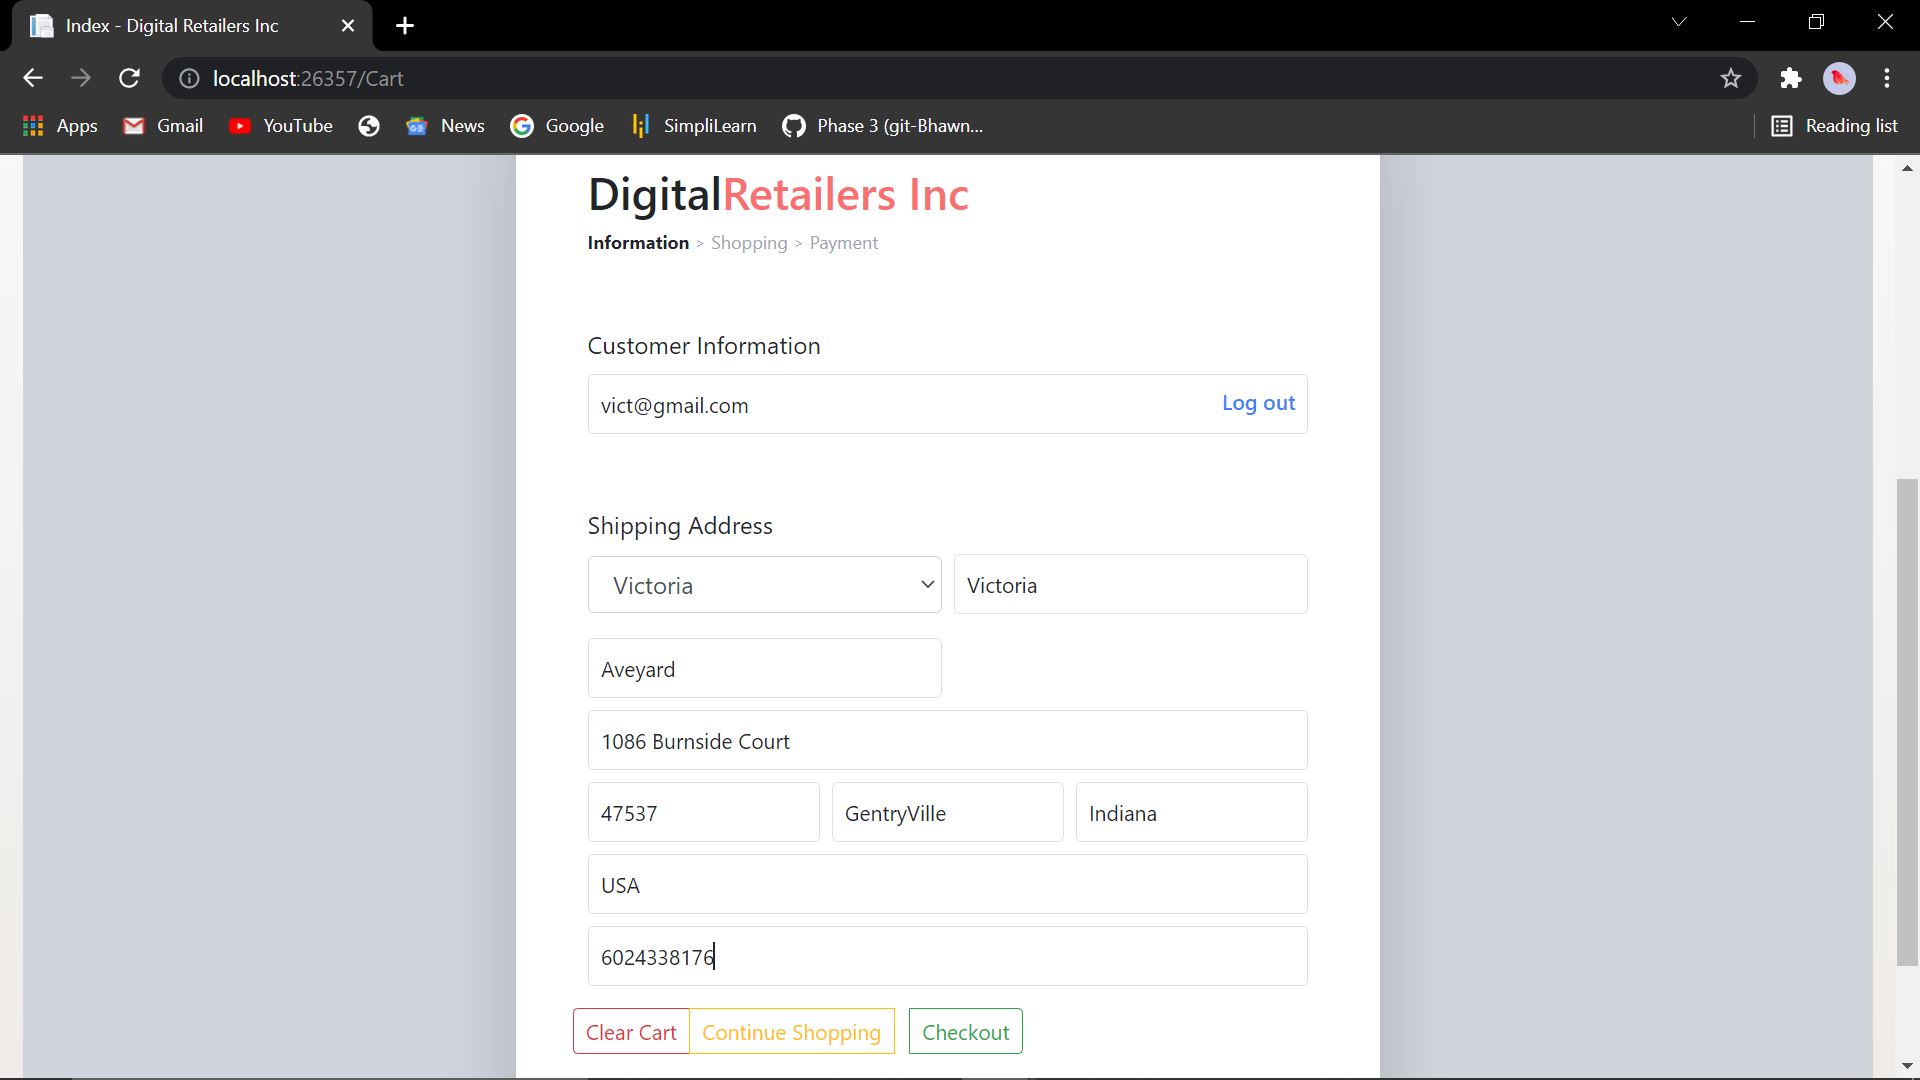 Index - Digital Retailers Inc
localhost:26357/Cart
Apps Gmail YouTube News Google SimpliLearn Phase 3 (git-Bhawn... Reading list
DigitalRetailers Inc
Information > Shopping > Payment
Customer Information
vict@gmail.com Log out
Shipping Address
Victoria Victoria
Aveyard
1086 Burnside Court
47537 GentryVille Indiana
USA
6024338176
Clear Cart Continue Shopping Checkout